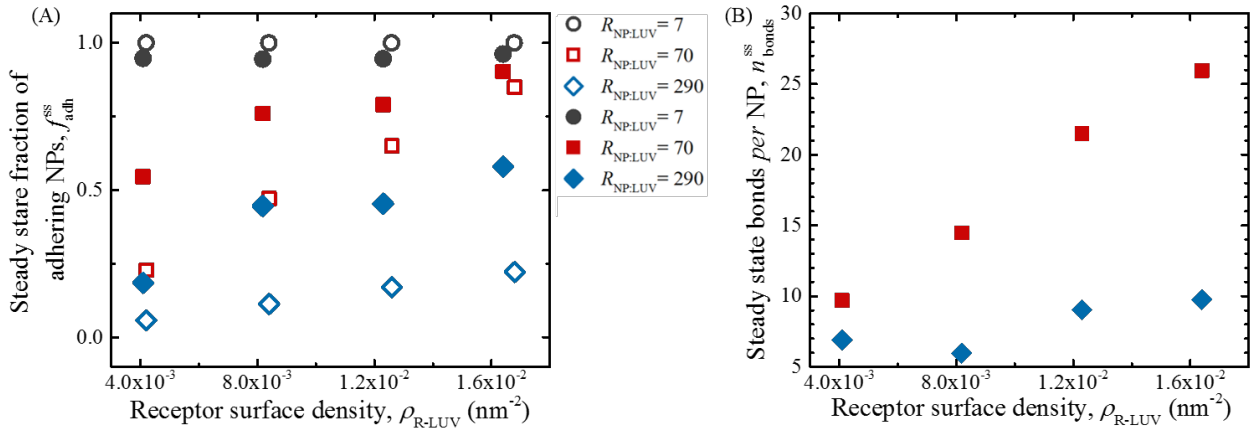 (A)
Steady stare fraction of
adhering NPs, f_adh^ss
1.0
0.5
0.0
4.0x10^-3
8.0x10^-3
1.2x10^-2
1.6x10^-2
Receptor surface density, ρ_R-LUV (nm^-2)
R_NP:LUV = 7
R_NP:LUV = 70
R_NP:LUV = 290
R_NP:LUV = 7
R_NP:LUV = 70
R_NP:LUV = 290
(B)
Steady state bonds per NP, n_bonds^ss
30
25
20
15
10
5
4.0x10^-3
8.0x10^-3
1.2x10^-2
1.6x10^-2
Receptor surface density, ρ_R-LUV (nm^-2)